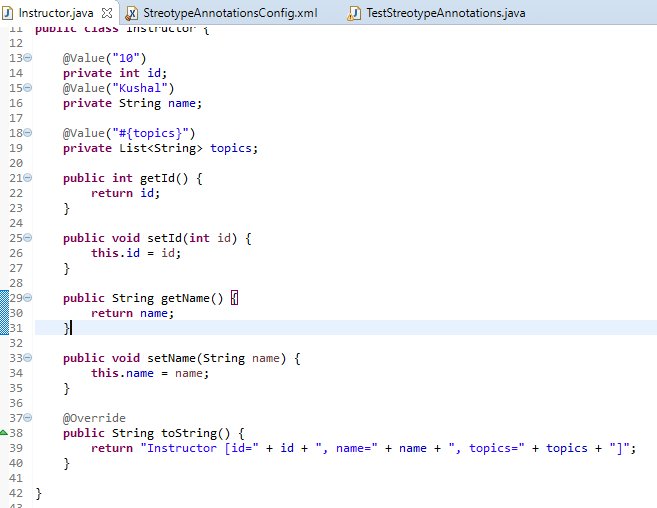 Instructor.java StreotypeAnnotationsConfig.xml TestStreotypeAnnotations.java
11 public class Instructor {
12
13 @Value("10")
14 private int id;
15 @Value("Kushal")
16 private String name;
17
18 @Value("#{topics}")
19 private List<String> topics;
20
21 public int getId() {
22 return id;
23 }
24
25 public void setId(int id) {
26 this.id = id;
27 }
28
29 public String getName() {
30 return name;
31 }
32
33 public void setName(String name) {
34 this.name = name;
35 }
36
37 @Override
38 public String toString() {
39 return "Instructor [id=" + id + ", name=" + name + ", topics=" + topics + "]";
40 }
41
42 }
43